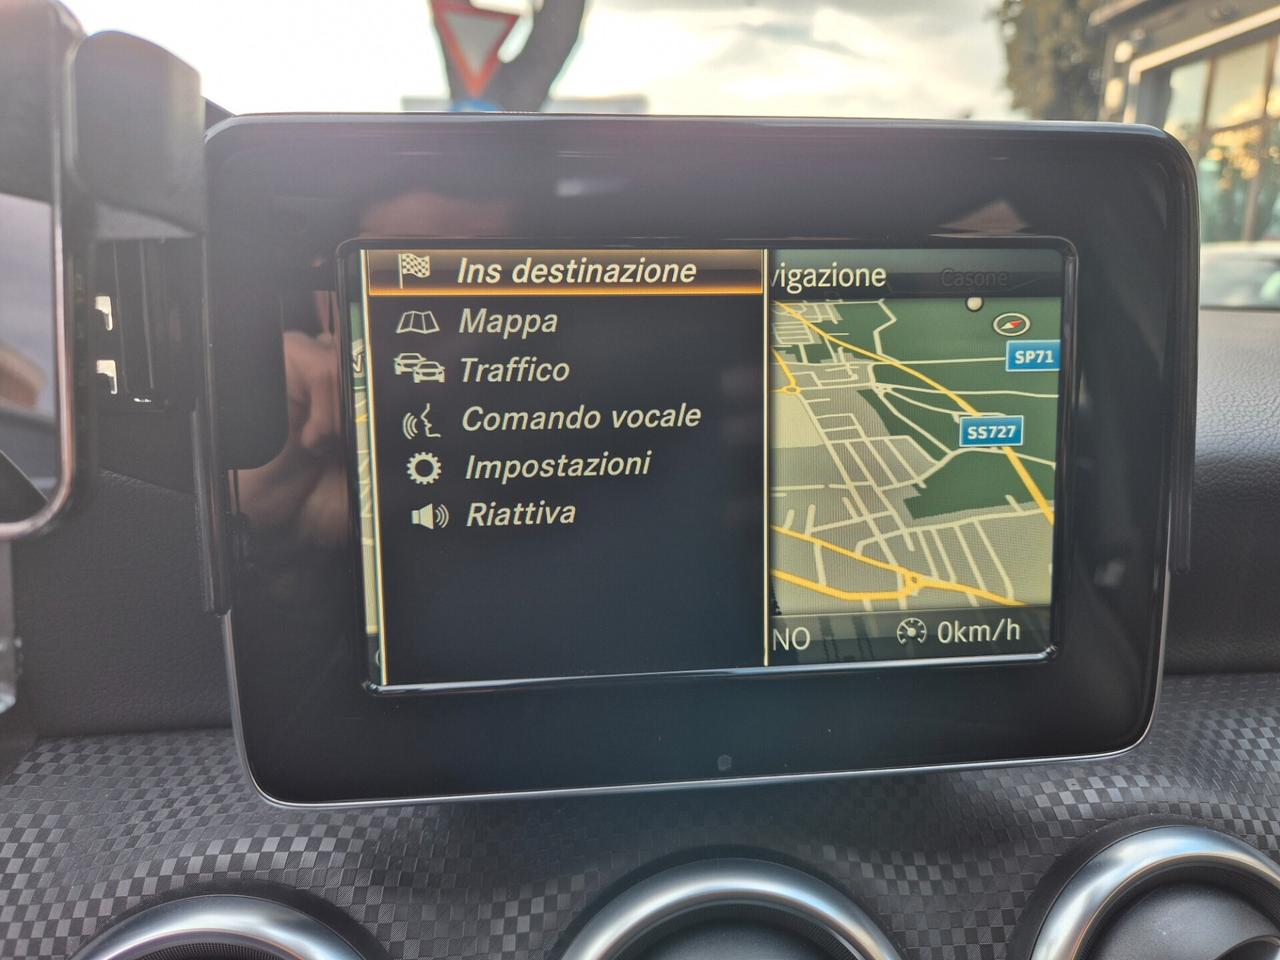 Ins destinazione
Mappa
Traffico
Comando vocale
Impostazioni
Riattiva
vigazione
Casone
SP71
SS727
NO
0km/h